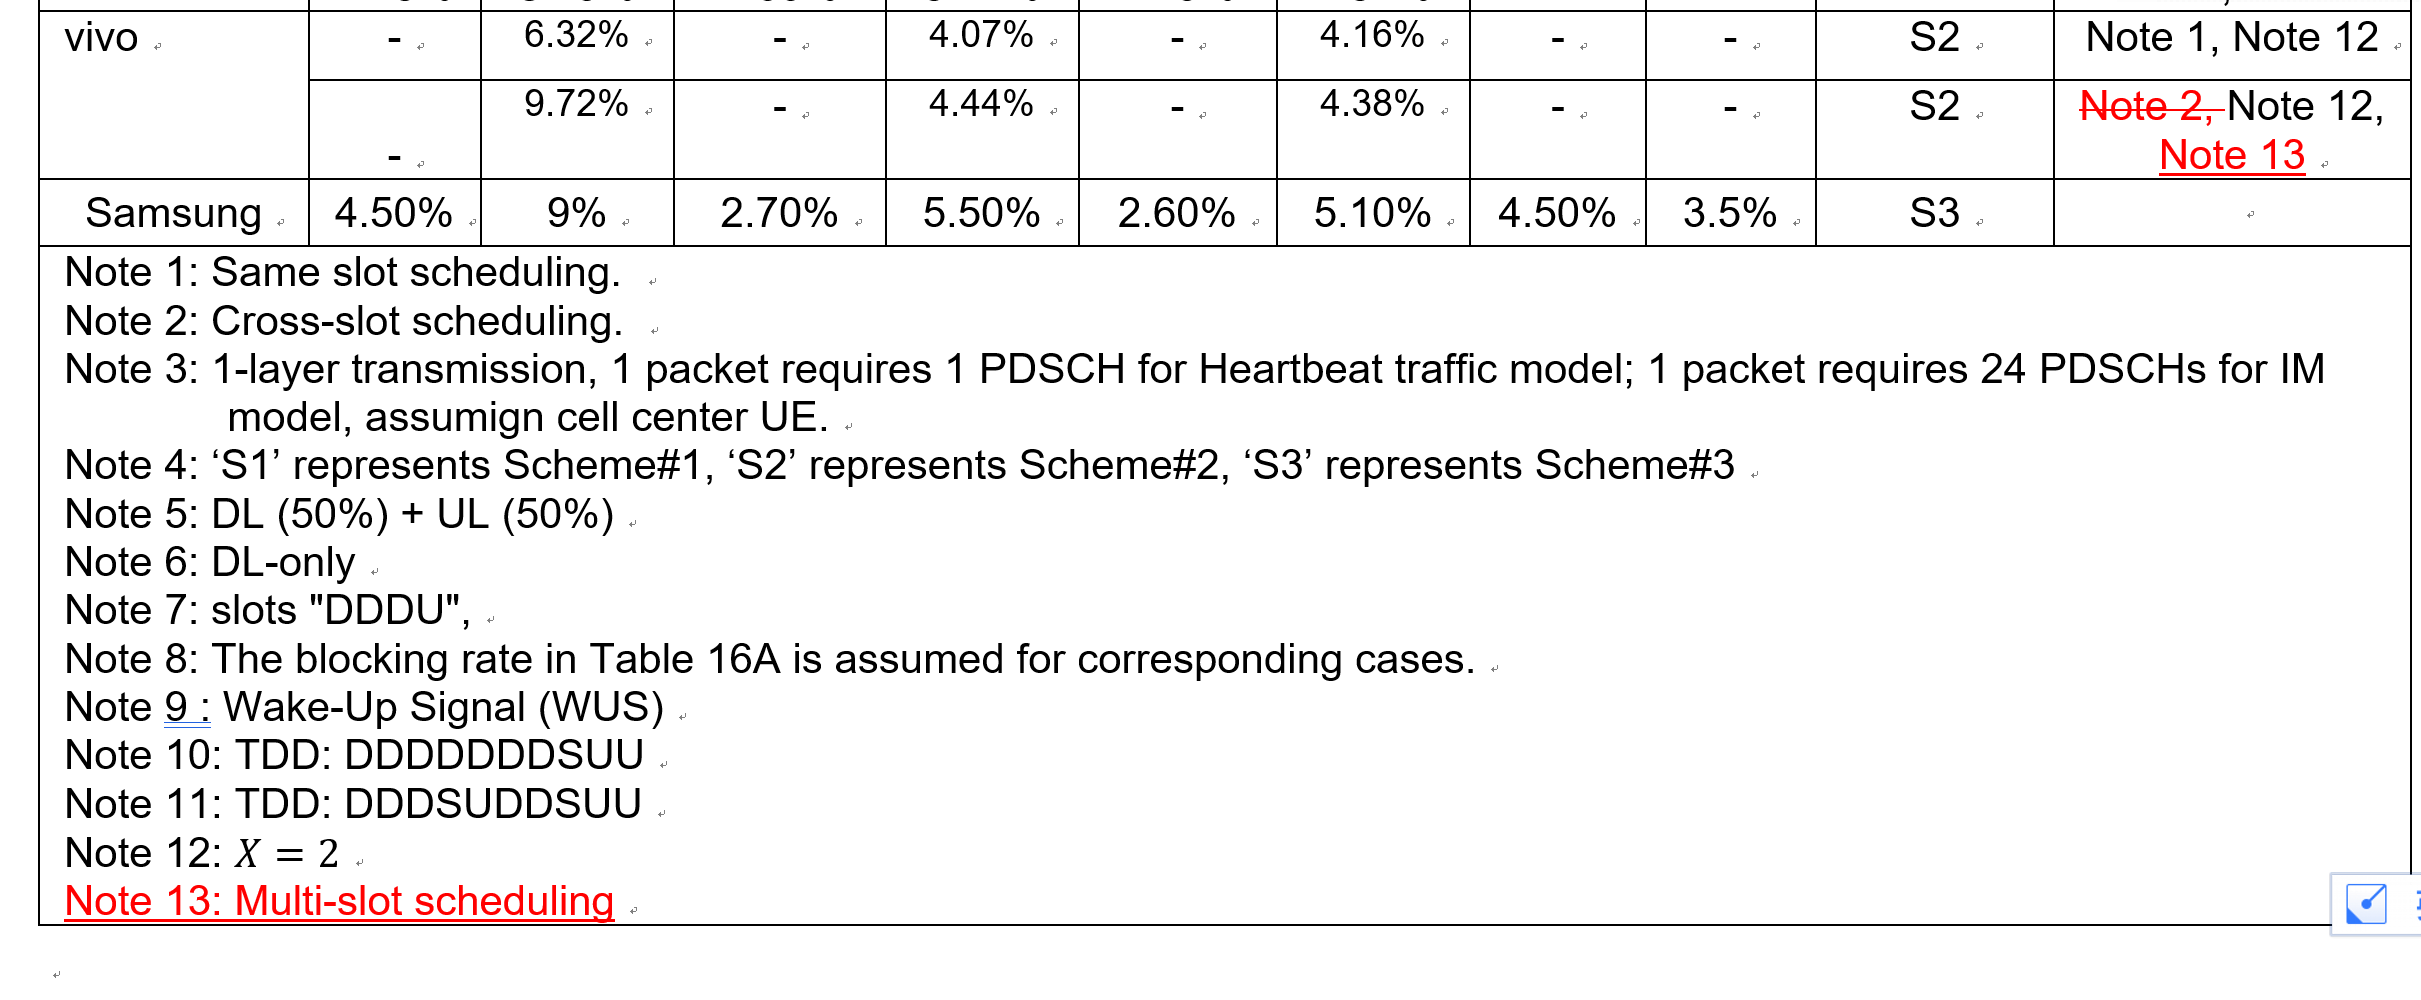 vivo - 6.32% - 4.07% - 4.16% - - S2 Note 1, Note 12
- 9.72% - 4.44% - 4.38% - - S2 Note 2, Note 12,
Note 13
Samsung 4.50% 9% 2.70% 5.50% 2.60% 5.10% 4.50% 3.5% S3
Note 1: Same slot scheduling.
Note 2: Cross-slot scheduling.
Note 3: 1-layer transmission, 1 packet requires 1 PDSCH for Heartbeat traffic model; 1 packet requires 24 PDSCHs for IM
model, assumign cell center UE.
Note 4: ‘S1’ represents Scheme#1, ‘S2’ represents Scheme#2, ‘S3’ represents Scheme#3
Note 5: DL (50%) + UL (50%)
Note 6: DL-only
Note 7: slots "DDDU",
Note 8: The blocking rate in Table 16A is assumed for corresponding cases.
Note 9 : Wake-Up Signal (WUS)
Note 10: TDD: DDDDDDDSUU
Note 11: TDD: DDDSUDDSUU
Note 12: X = 2
Note 13: Multi-slot scheduling